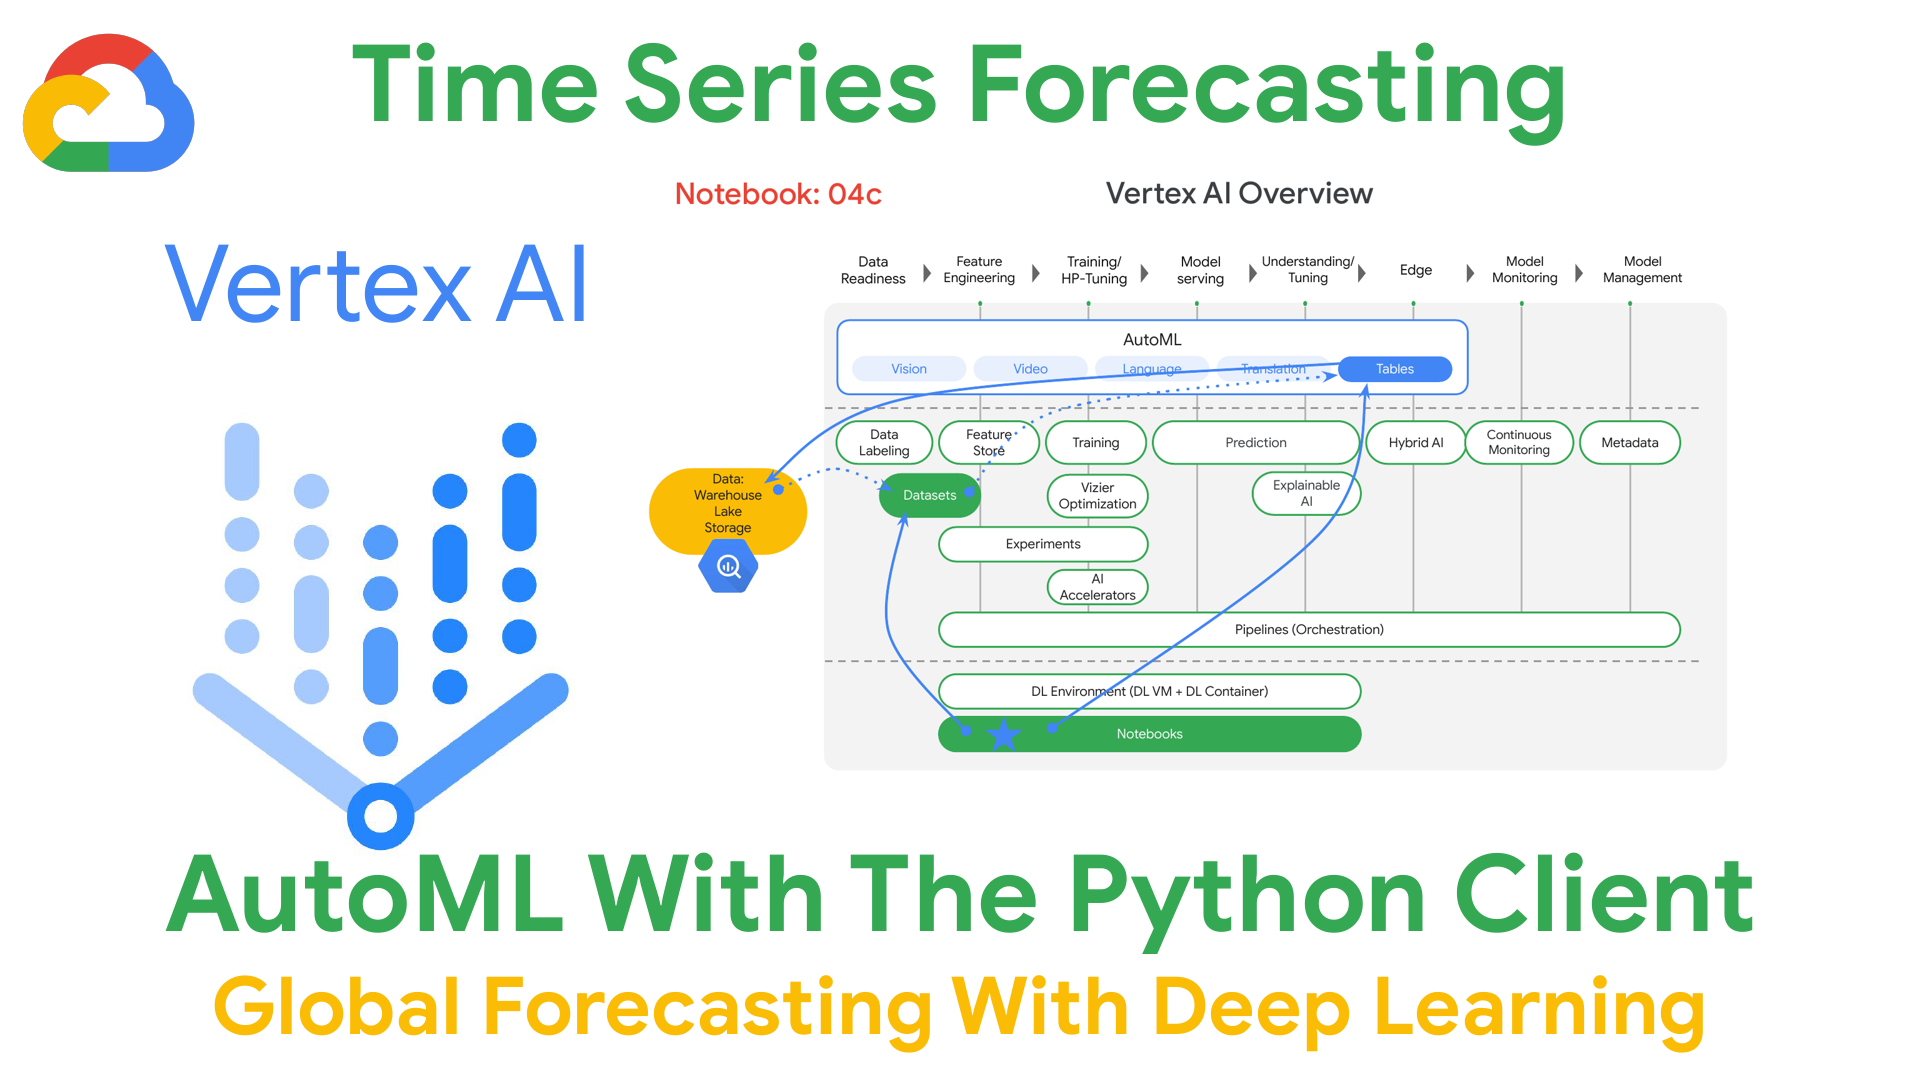 Time Series Forecasting
Notebook: 04c
Vertex AI Overview
Vertex AI
Data
Readiness
Feature
Engineering
Training/
HP-Tuning
Model
serving
Understanding/
Tuning
Edge
Model
Monitoring
Model
Management
AutoML
Vision
Video
Language
Translation
Tables
Data
Labeling
Feature
Store
Training
Prediction
Hybrid AI
Continuous
Monitoring
Metadata
Data:
Warehouse
Lake
Storage
Datasets
Vizier
Optimization
Explainable
AI
Experiments
AI
Accelerators
Pipelines (Orchestration)
DL Environment (DL VM + DL Container)
Notebooks
AutoML With The Python Client
Global Forecasting With Deep Learning